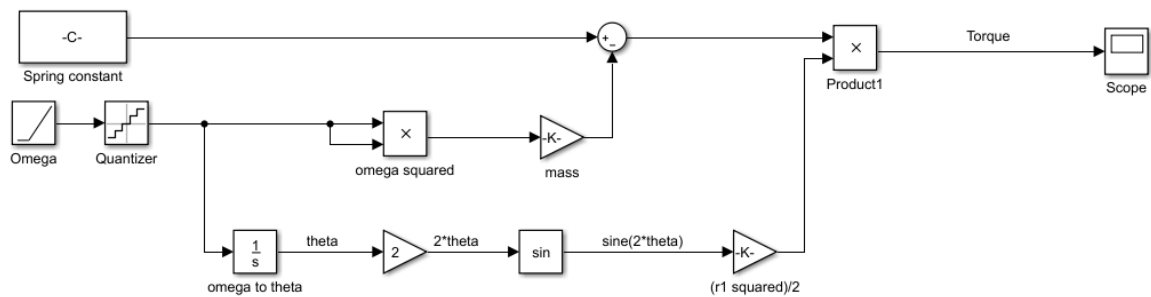 -C-
Spring constant
+
−
×
Product1
Torque
Scope
Omega
Quantizer
×
omega squared
-K-
mass
1
s
omega to theta
theta
2
2*theta
sin
sine(2*theta)
-K-
(r1 squared)/2